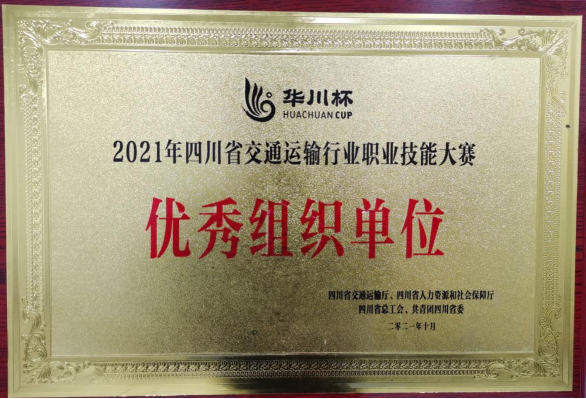 华川杯
HUACHUAN CUP
2021年四川省交通运输行业职业技能大赛
优秀组织单位
四川省交通运输厅、四川省人力资源和社会保障厅
四川省总工会、共青团四川省委
二零二一年十月